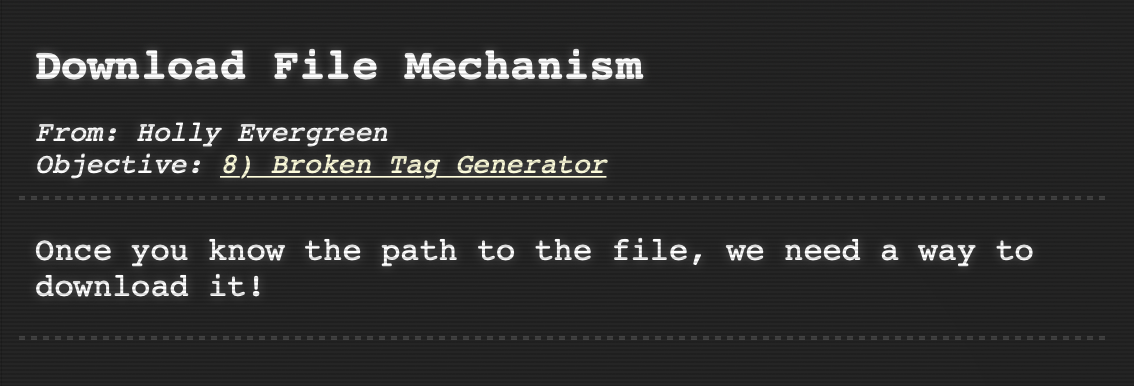 Download File Mechanism
From: Holly Evergreen
Objective: 8) Broken Tag Generator
Once you know the path to the file, we need a way to
download it!